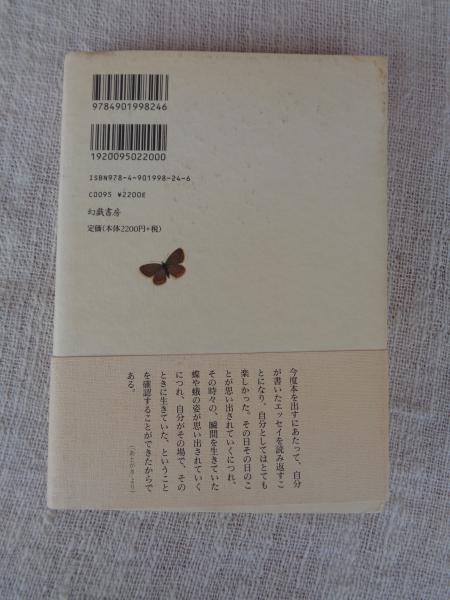 9784901998246
1920095022000
ISBN978-4-901998-24-6
C0095 ¥2200E
幻戯書房
定価(本体2200円+税)
今度本を出すにあたって、自分
が書いたエッセイを読み返すこ
とになり、自分としてはとても
楽しかった。その日その日のこ
とが思い出されていくにつれ、
その時々の、瞬間を生きていた
蝶や蛾の姿が思い出されていく
につれ、自分がその場で、その
ときに生きていた、ということ
を確認することができたからで
ある。
(「あとがき」より)